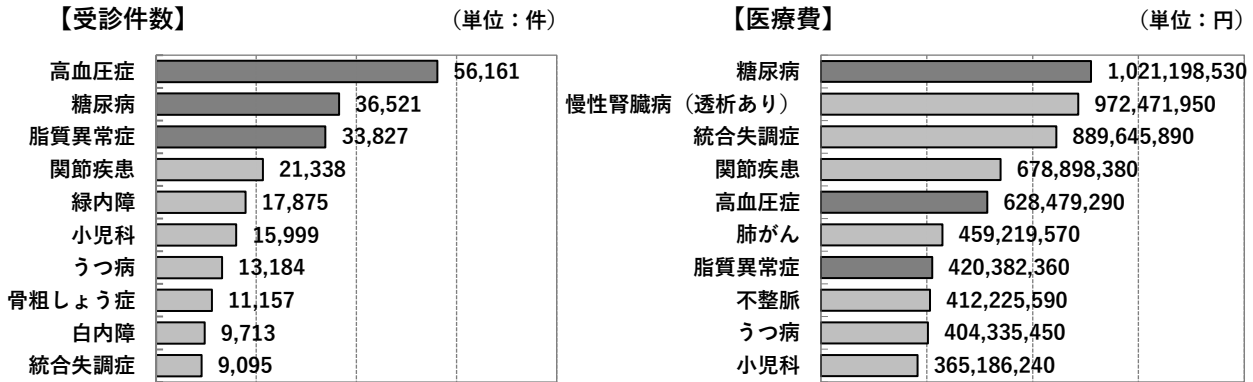 【受診件数】 （単位：件）
高血圧症 56,161
糖尿病 36,521
脂質異常症 33,827
関節疾患 21,338
緑内障 17,875
小児科 15,999
うつ病 13,184
骨粗しょう症 11,157
白内障 9,713
統合失調症 9,095
【医療費】 （単位：円）
糖尿病 1,021,198,530
慢性腎臓病（透析あり） 972,471,950
統合失調症 889,645,890
関節疾患 678,898,380
高血圧症 628,479,290
肺がん 459,219,570
脂質異常症 420,382,360
不整脈 412,225,590
うつ病 404,335,450
小児科 365,186,240